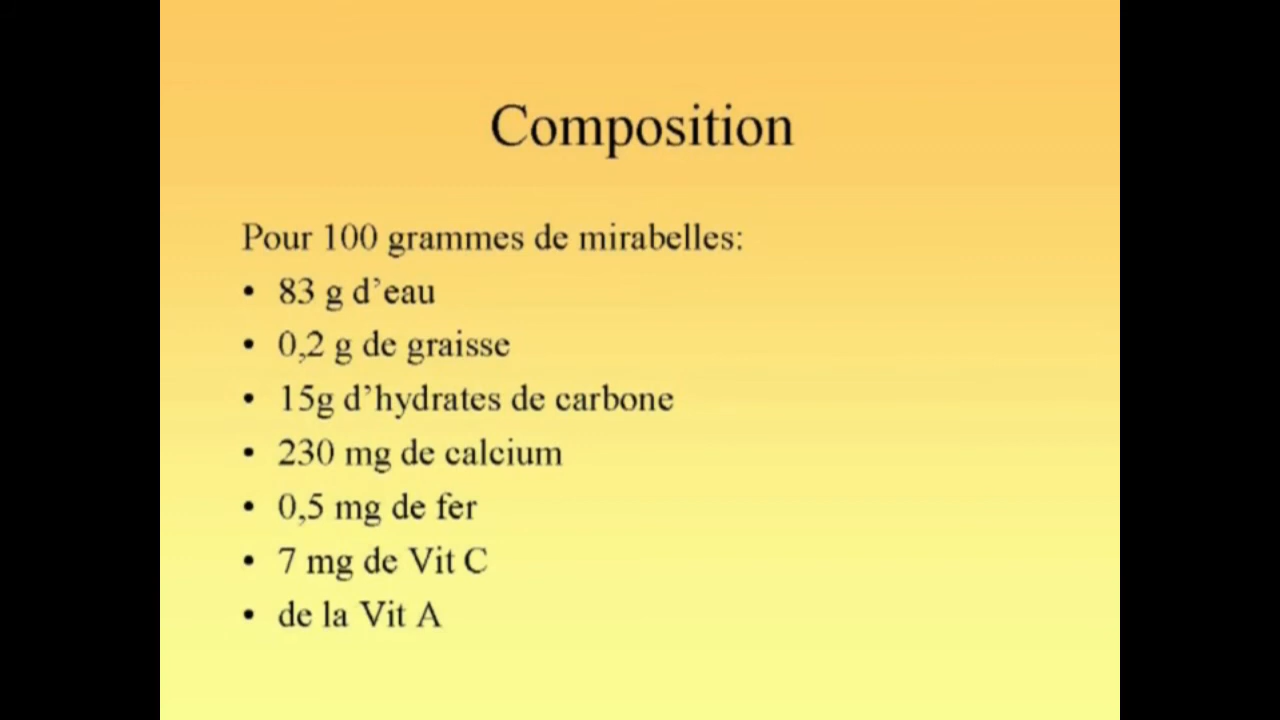 Composition
Pour 100 grammes de mirabelles:
• 83 g d’eau
• 0,2 g de graisse
• 15g d’hydrates de carbone
• 230 mg de calcium
• 0,5 mg de fer
• 7 mg de Vit C
• de la Vit A